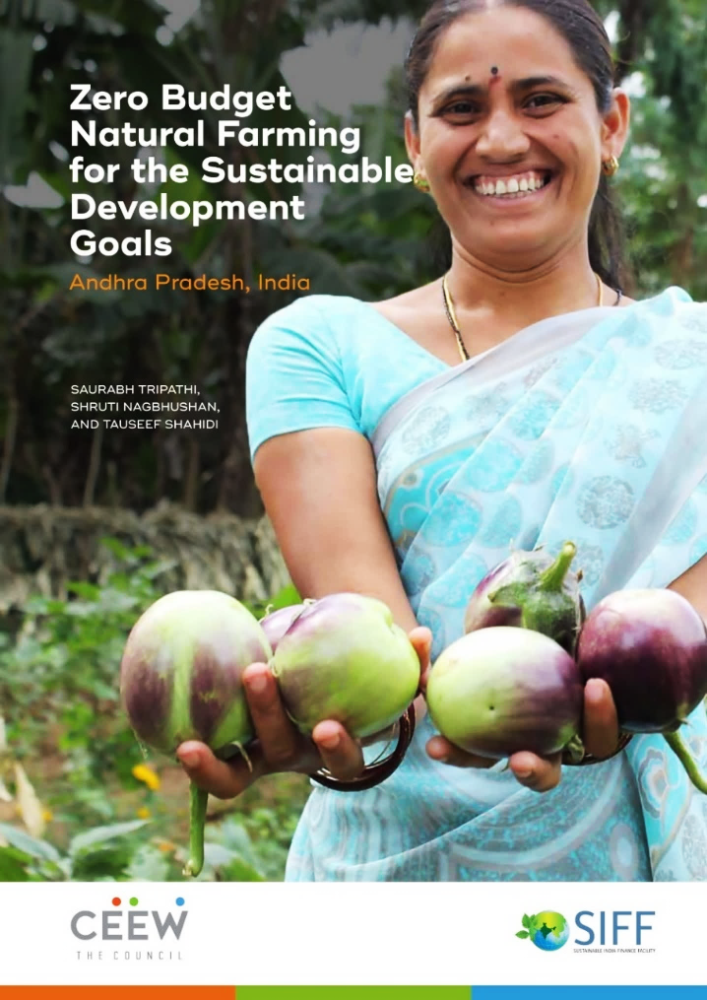 Zero Budget
Natural Farming
for the Sustainable
Development
Goals
Andhra Pradesh, India
SAURABH TRIPATHI,
SHRUTI NAGBHUSHAN,
AND TAUSEEF SHAHIDI
CEEW
THE COUNCIL
SIFF
SUSTAINABLE INDIA FINANCE FACILITY